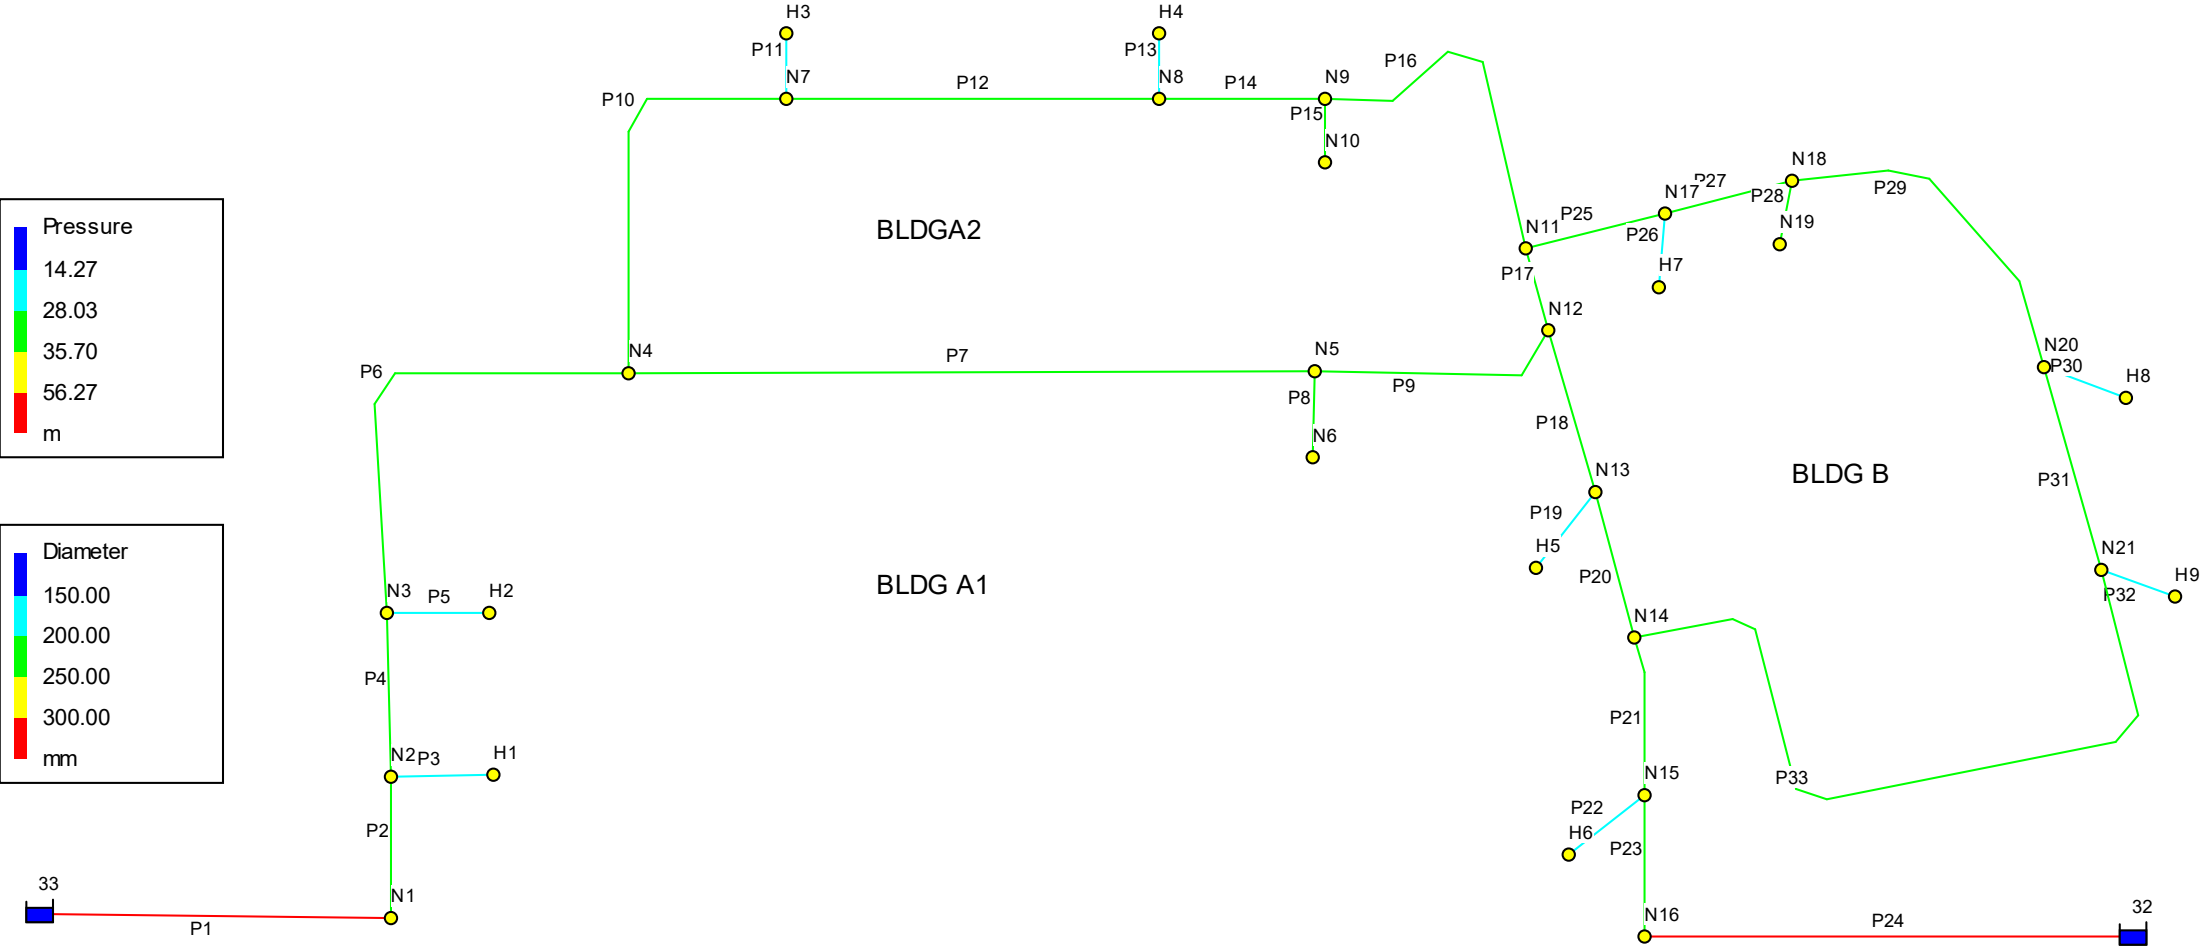 H3
H4
P11
P13
P16
N7
P12
N8
P14
N9
P10
P15
N10
N18
P27
P29
N17
P28
Pressure
14.27
28.03
35.70
56.27
m
BLDGA2
N11
P25
P26
N19
P17
H7
N12
N4
P7
N5
N20
P30
P6
P9
H8
P8
P18
N6
N13
BLDG B
P31
P19
Diameter
150.00
200.00
250.00
300.00
mm
H5
N21
P20
H9
BLDG A1
N3
P5
H2
P32
N14
P4
P21
N2
P3
H1
N15
P33
P22
P2
H6
P23
33
N1
P1
N16
P24
32